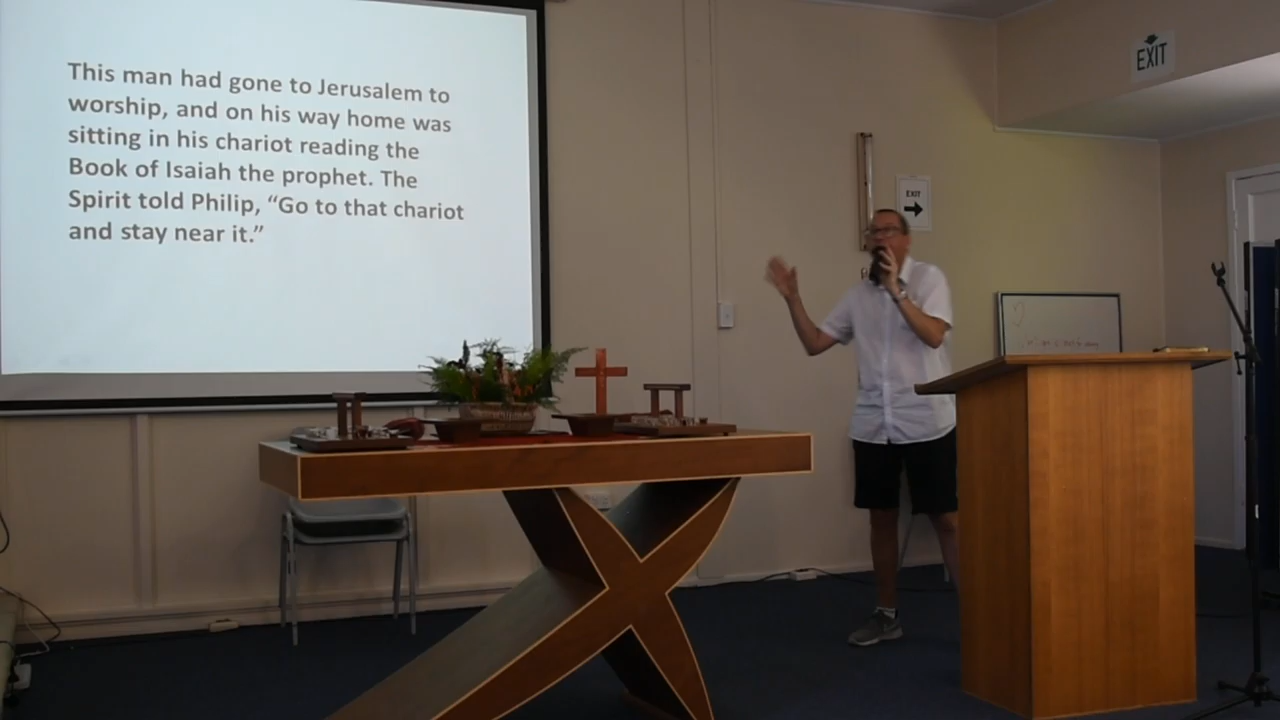 This man had gone to Jerusalem to
worship, and on his way home was
sitting in his chariot reading the
Book of Isaiah the prophet. The
Spirit told Philip, “Go to that chariot
and stay near it.”
EXIT
EXIT